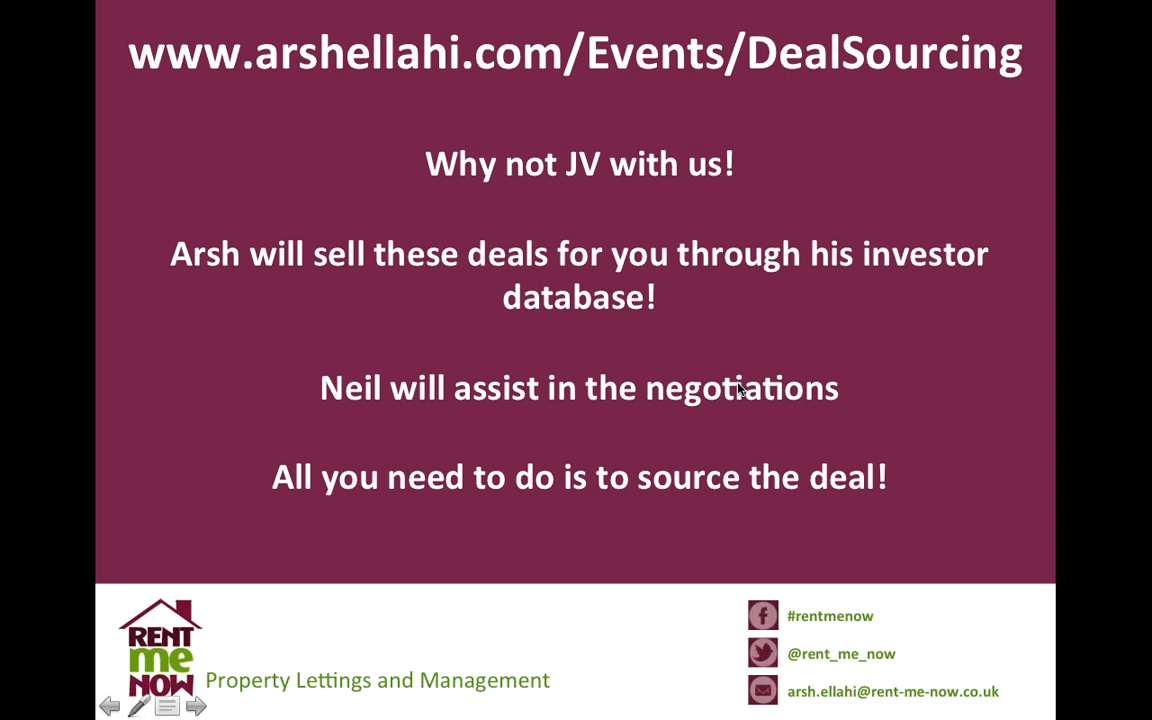 www.arshellahi.com/Events/DealSourcing
Why not JV with us!
Arsh will sell these deals for you through his investor
database!
Neil will assist in the negotiations
All you need to do is to source the deal!
RENT
me
NOW
Property Lettings and Management
#rentmenow
@rent_me_now
arsh.ellahi@rent-me-now.co.uk